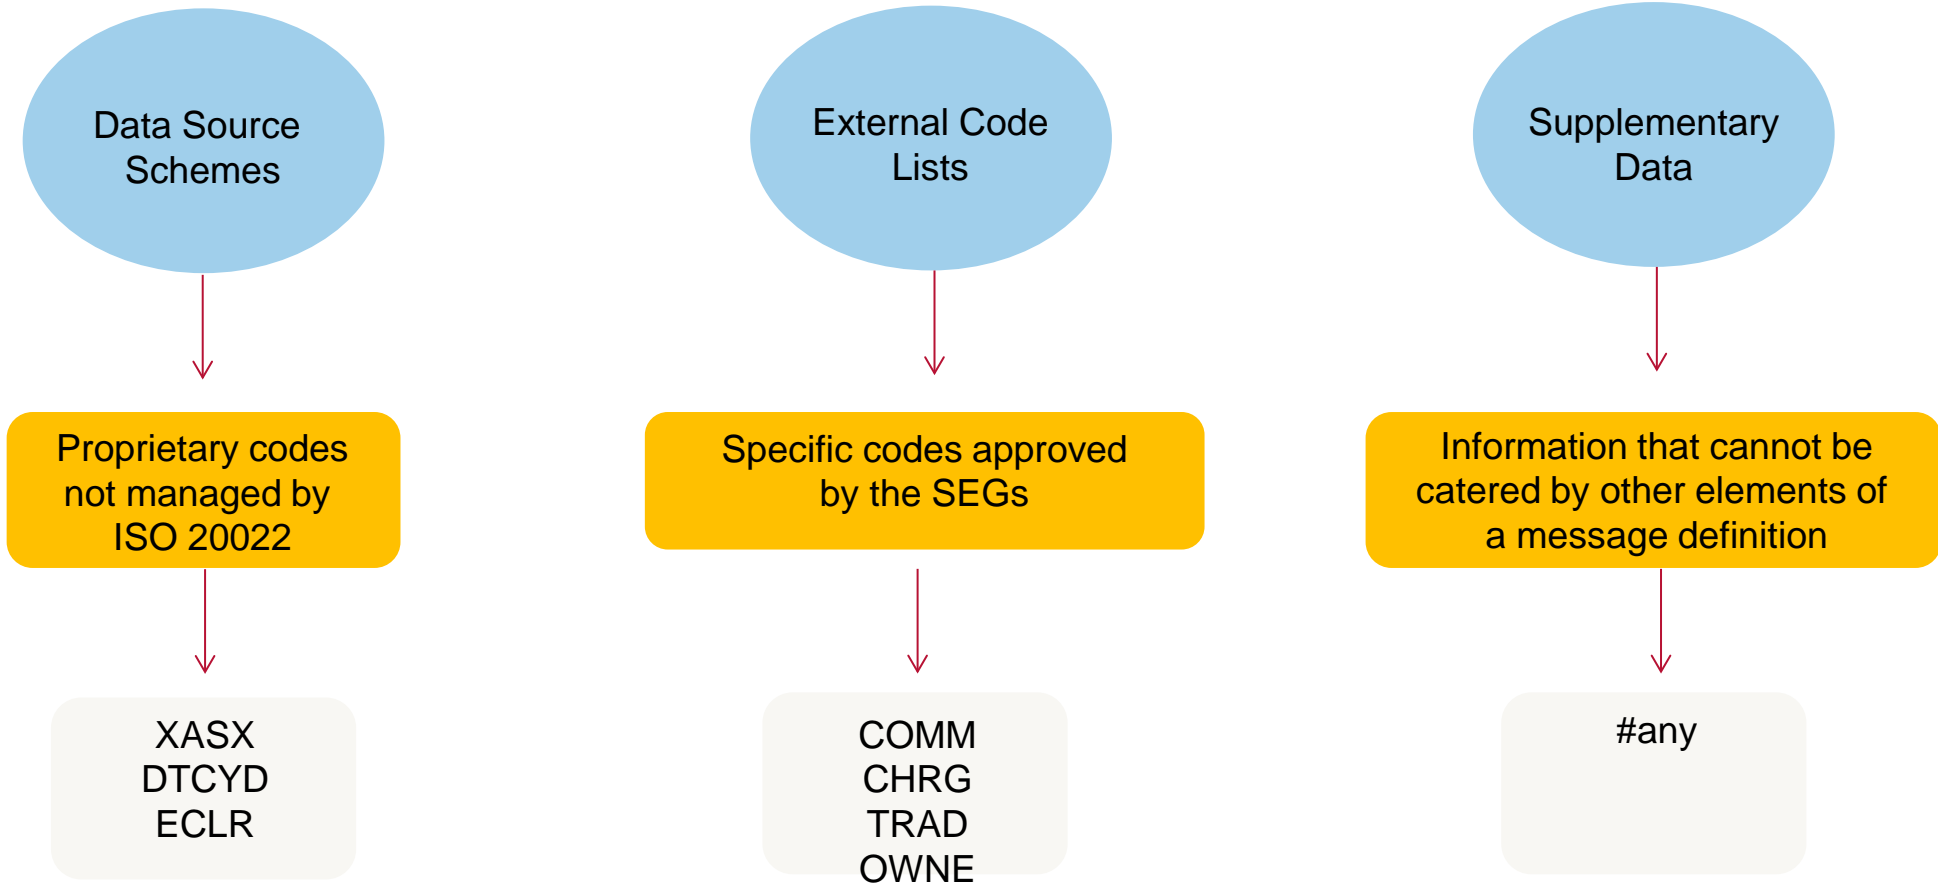 Data Source
Schemes
External Code
Lists
Supplementary
Data
Proprietary codes
not managed by
ISO 20022
Specific codes approved
by the SEGs
Information that cannot be
catered by other elements of
a message definition
XASX
DTCYD
ECLR
COMM
CHRG
TRAD
OWNE
#any